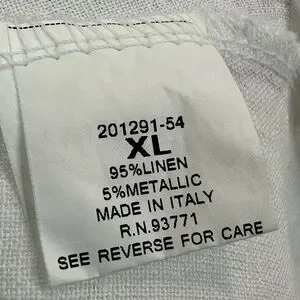 201291-54
XL
95%LINEN
5%METALLIC
MADE IN ITALY
R.N.93771
SEE REVERSE FOR CARE